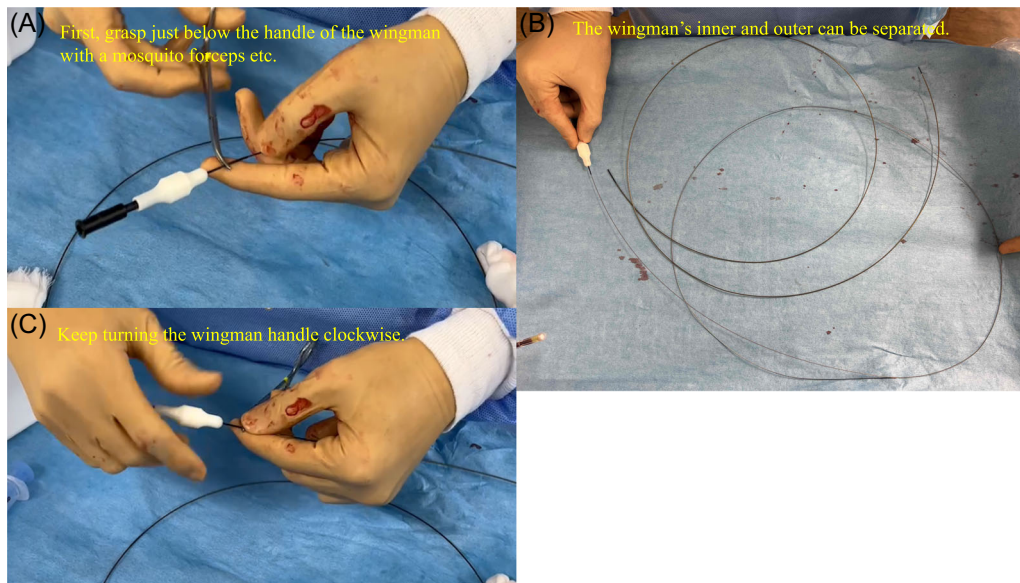 (A)
First, grasp just below the handle of the wingman
with a mosquito forceps etc.
(B)
The wingman’s inner and outer can be separated.
(C)
Keep turning the wingman handle clockwise.